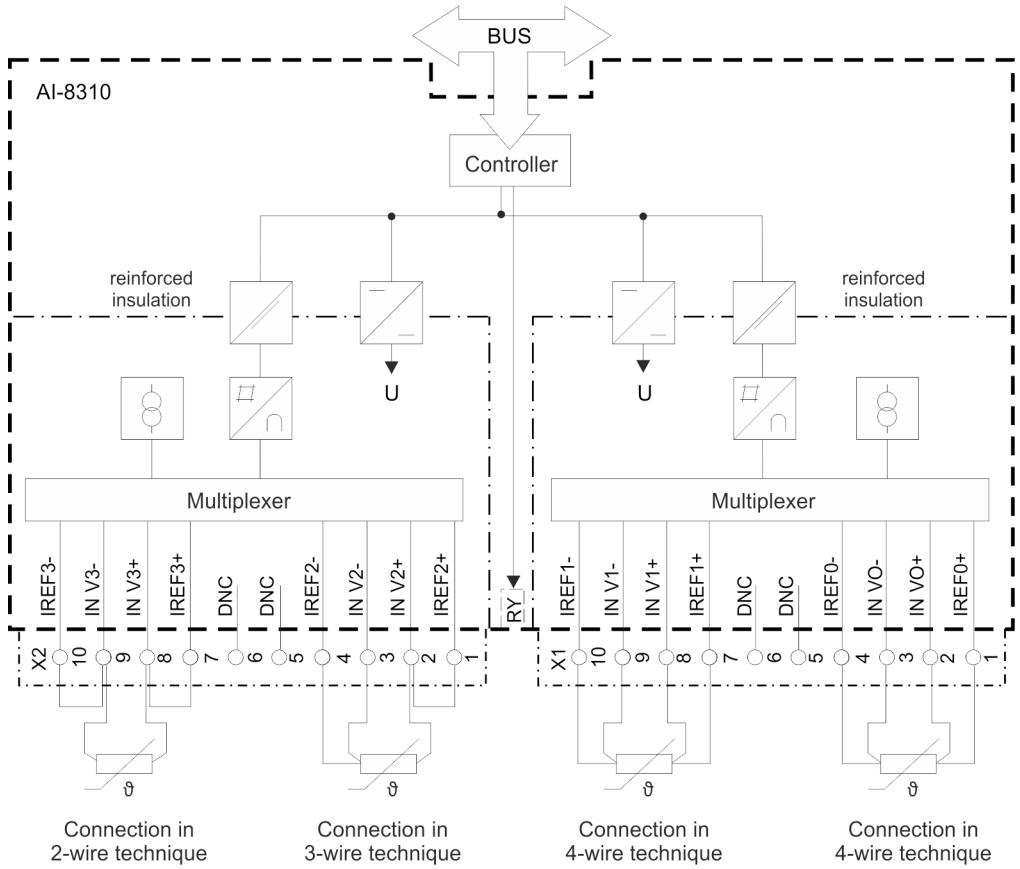 BUS
AI-8310
Controller
reinforced
insulation
reinforced
insulation
U
U
Multiplexer
Multiplexer
IREF3-
IN V3-
IN V3+
IREF3+
DNC
DNC
IREF2-
IN V2-
IN V2+
IREF2+
RY
IREF1-
IN V1-
IN V1+
IREF1+
DNC
DNC
IREF0-
IN VO-
IN VO+
IREF0+
X2
10
9
8
7
6
5
4
3
2
1
X1
10
9
8
7
6
5
4
3
2
1
ϑ
ϑ
ϑ
ϑ
Connection in
2-wire technique
Connection in
3-wire technique
Connection in
4-wire technique
Connection in
4-wire technique